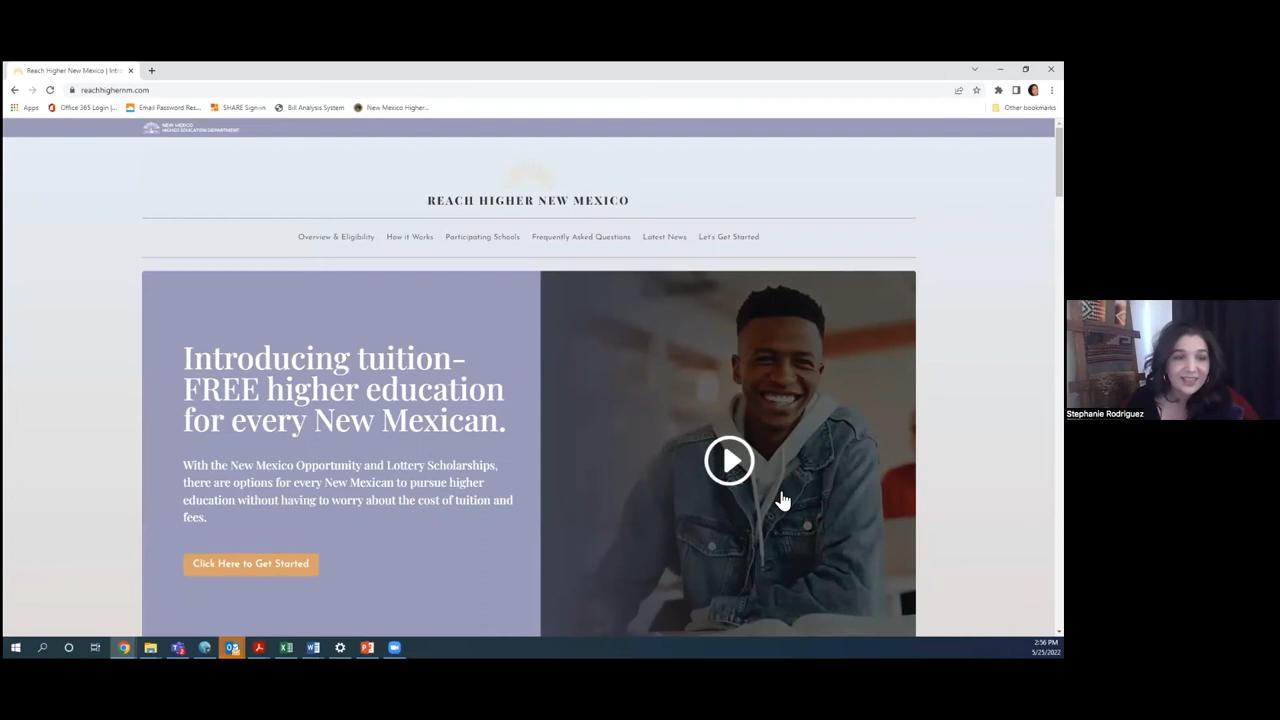 Reach Higher New Mexico | Intr
reachhighernm.com
Apps
Office 365 Login |...
Email Password Res...
SHARE Sign-in
Bill Analysis System
New Mexico Higher...
Other bookmarks
NEW MEXICO
HIGHER EDUCATION DEPARTMENT
REACH HIGHER NEW MEXICO
Overview & Eligibility How it Works Participating Schools Frequently Asked Questions Latest News Let's Get Started
Introducing tuition-
FREE higher education
for every New Mexican.
With the New Mexico Opportunity and Lottery Scholarships,
there are options for every New Mexican to pursue higher
education without having to worry about the cost of tuition and
fees.
Click Here to Get Started
Stephanie Rodriguez
2:56 PM
5/25/2022